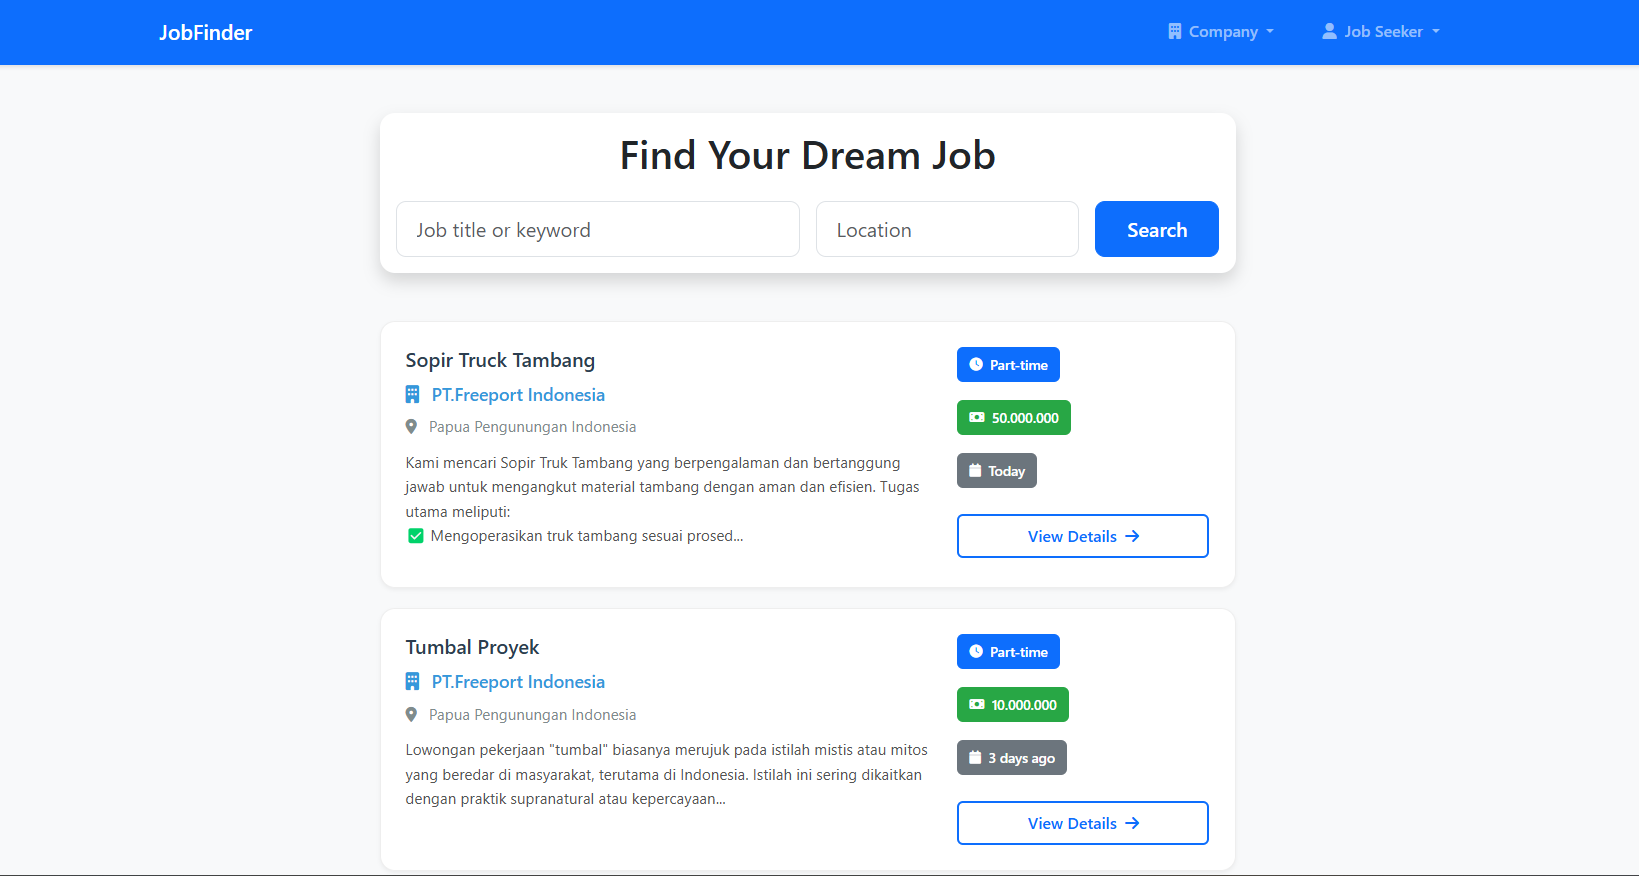 JobFinder
Company
Job Seeker
Find Your Dream Job
Job title or keyword
Location
Search
Sopir Truck Tambang
PT.Freeport Indonesia
Papua Pengunungan Indonesia
Kami mencari Sopir Truk Tambang yang berpengalaman dan bertanggung
jawab untuk mengangkut material tambang dengan aman dan efisien. Tugas
utama meliputi:
✅ Mengoperasikan truk tambang sesuai prosed...
Part-time
50.000.000
Today
View Details →
Tumbal Proyek
PT.Freeport Indonesia
Papua Pengunungan Indonesia
Lowongan pekerjaan "tumbal" biasanya merujuk pada istilah mistis atau mitos
yang beredar di masyarakat, terutama di Indonesia. Istilah ini sering dikaitkan
dengan praktik supranatural atau kepercayaan...
Part-time
10.000.000
3 days ago
View Details →